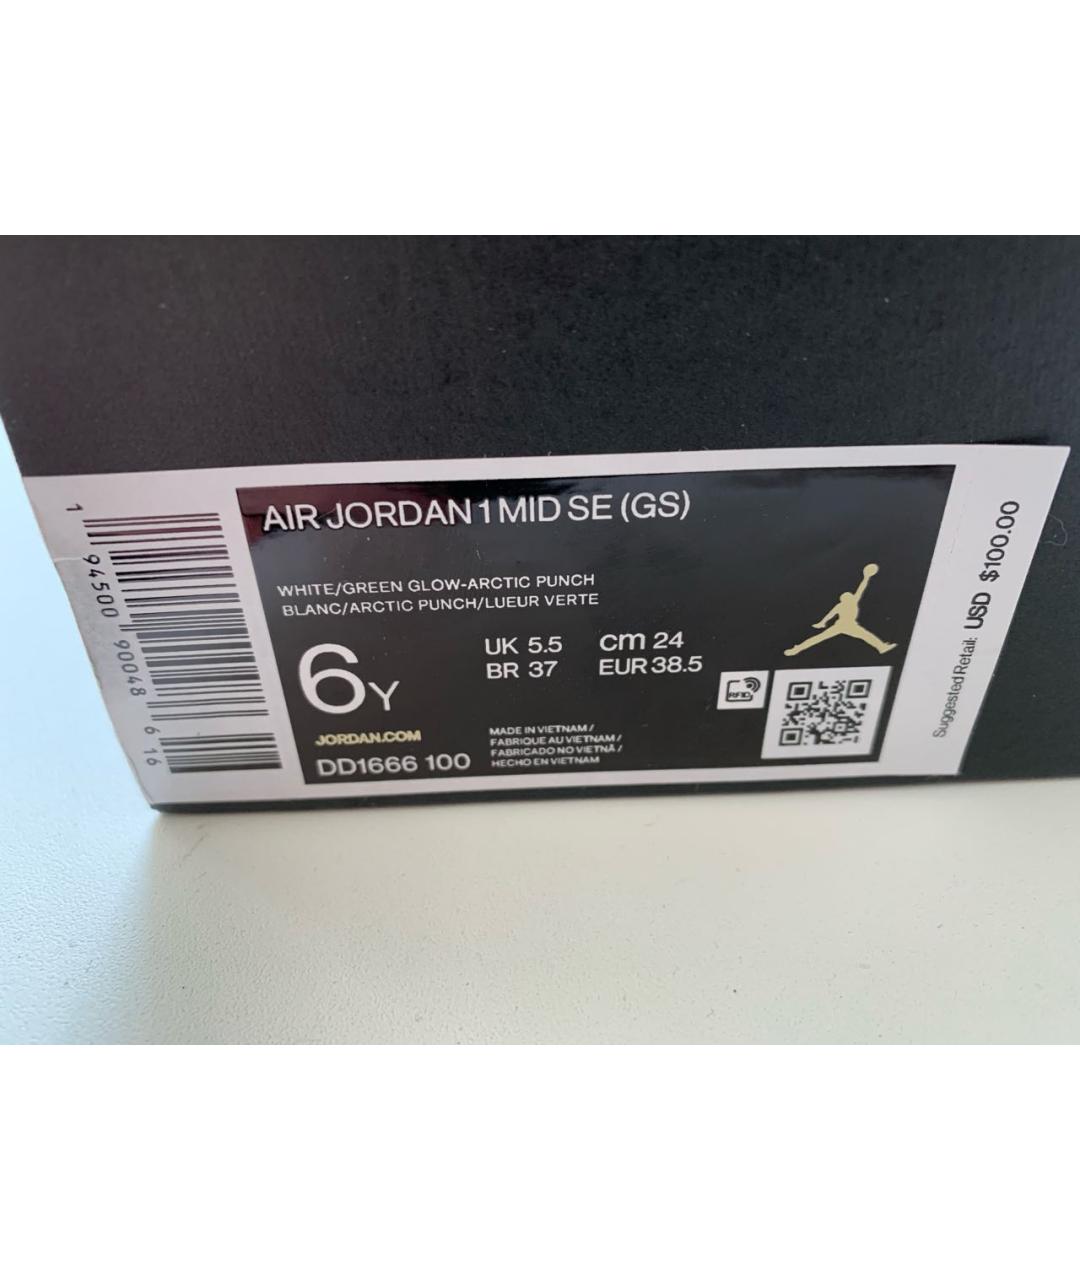 AIR JORDAN 1 MID SE (GS)
WHITE/GREEN GLOW-ARCTIC PUNCH
BLANC/ARCTIC PUNCH/LUEUR VERTE
6Y
UK 5.5 cm 24
BR 37 EUR 38.5
JORDAN.COM
DD1666 100
MADE IN VIETNAM /
FABRIQUE AU VIETNAM /
FABRICADO NO VIETNÃ /
HECHO EN VIETNAM
RFID
Suggested Retail: USD $100.00
1 94500 90048 616